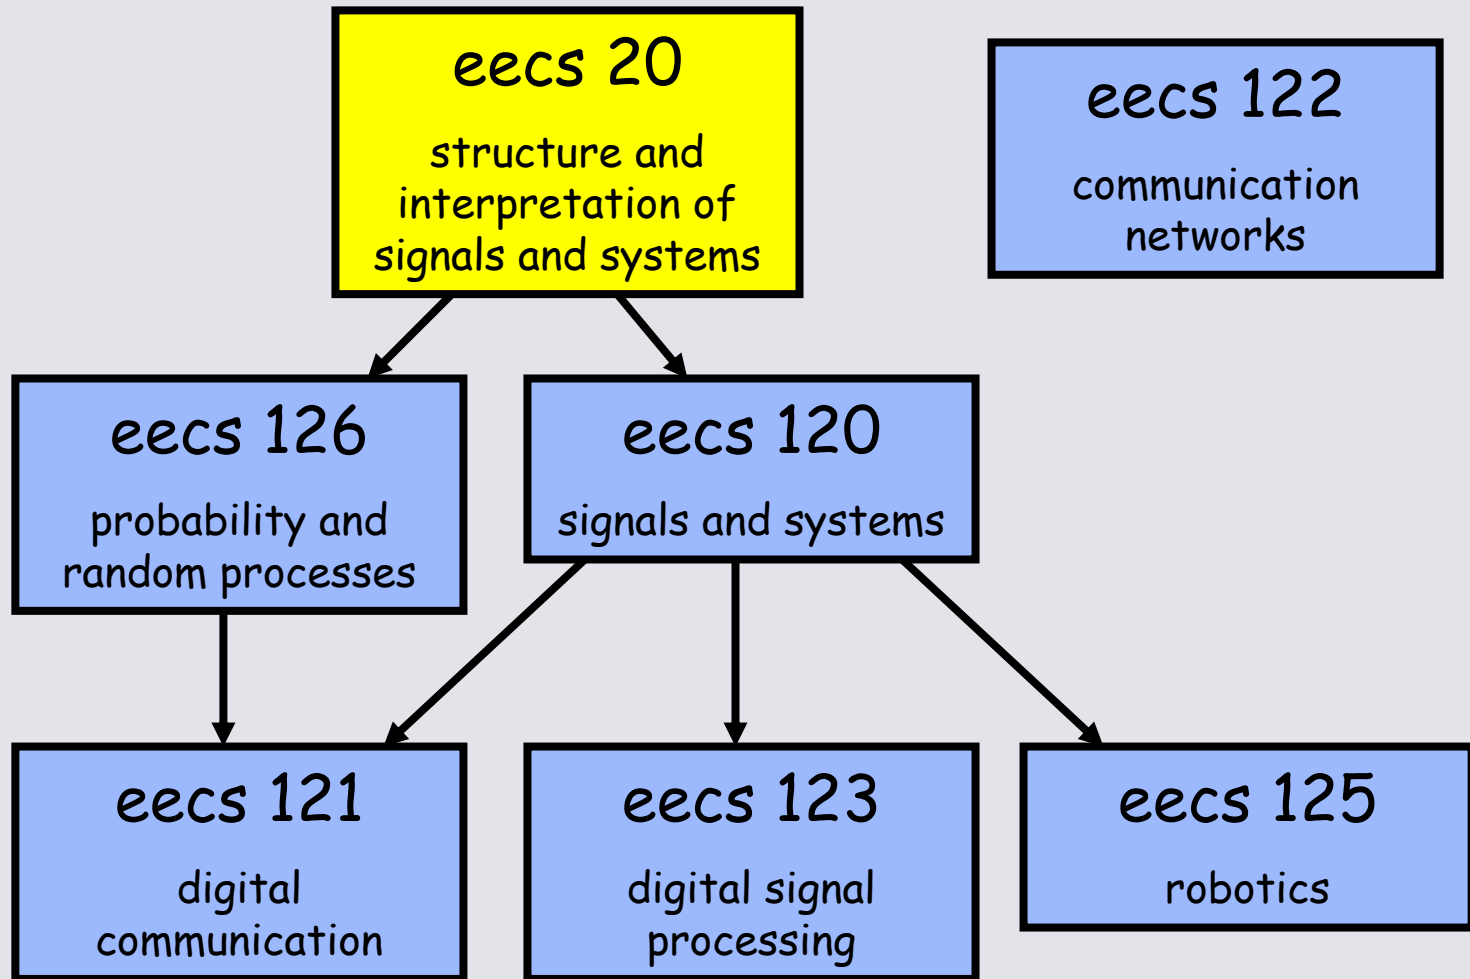 eecs 20
structure and
interpretation of
signals and systems
eecs 122
communication
networks
eecs 126
probability and
random processes
eecs 120
signals and systems
eecs 121
digital
communication
eecs 123
digital signal
processing
eecs 125
robotics